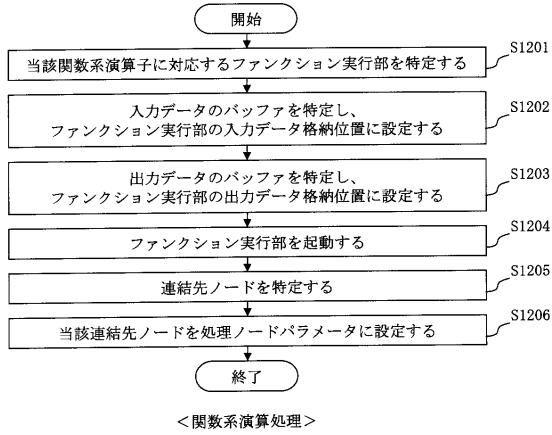 開始
S1201
当該関数系演算子に対応するファンクション実行部を特定する
S1202
入力データのバッファを特定し、
ファンクション実行部の入力データ格納位置に設定する
S1203
出力データのバッファを特定し、
ファンクション実行部の出力データ格納位置に設定する
S1204
ファンクション実行部を起動する
S1205
連結先ノードを特定する
S1206
当該連結先ノードを処理ノードパラメータに設定する
終了
＜関数系演算処理＞